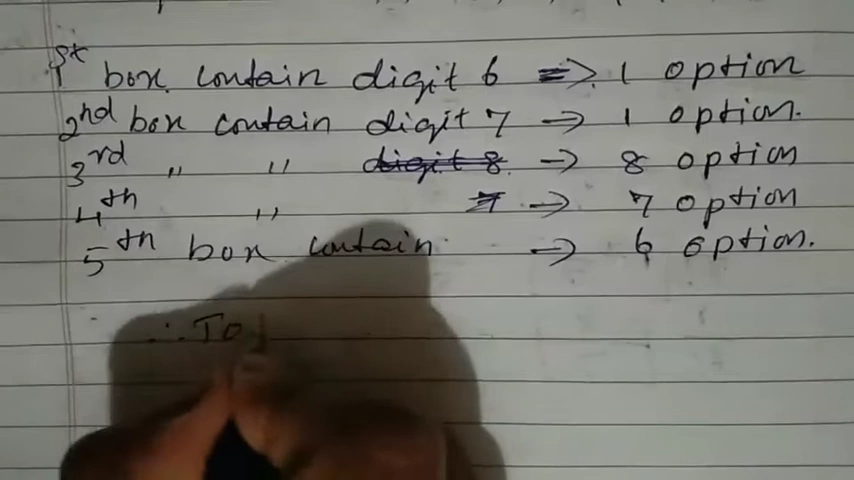 1st box contain digit 6 => 1 option
2nd box contain digit 7 → 1 option.
3rd " " digit 8 → 8 option
4th " 7 → 7 option
5th box contain → 6 option.
∴ Tot